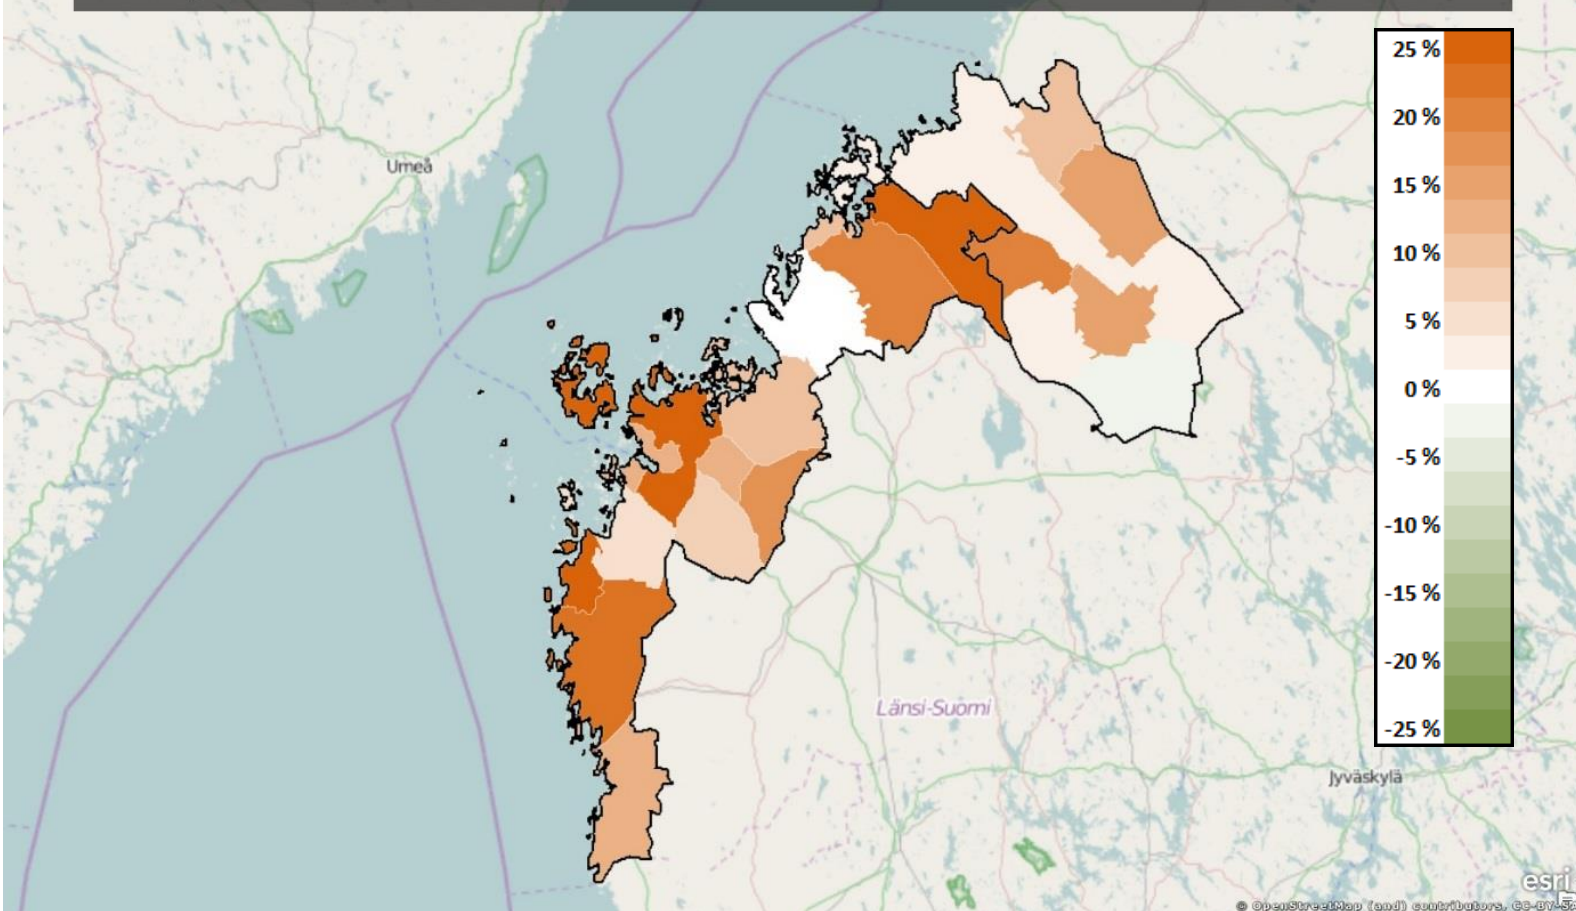 25 %
20 %
15 %
10 %
5 %
0 %
-5 %
-10 %
-15 %
-20 %
-25 %
Umeå
Länsi-Suomi
Jyväskylä
esri
© OpenStreetMap (and) contributors, CC-BY-SA